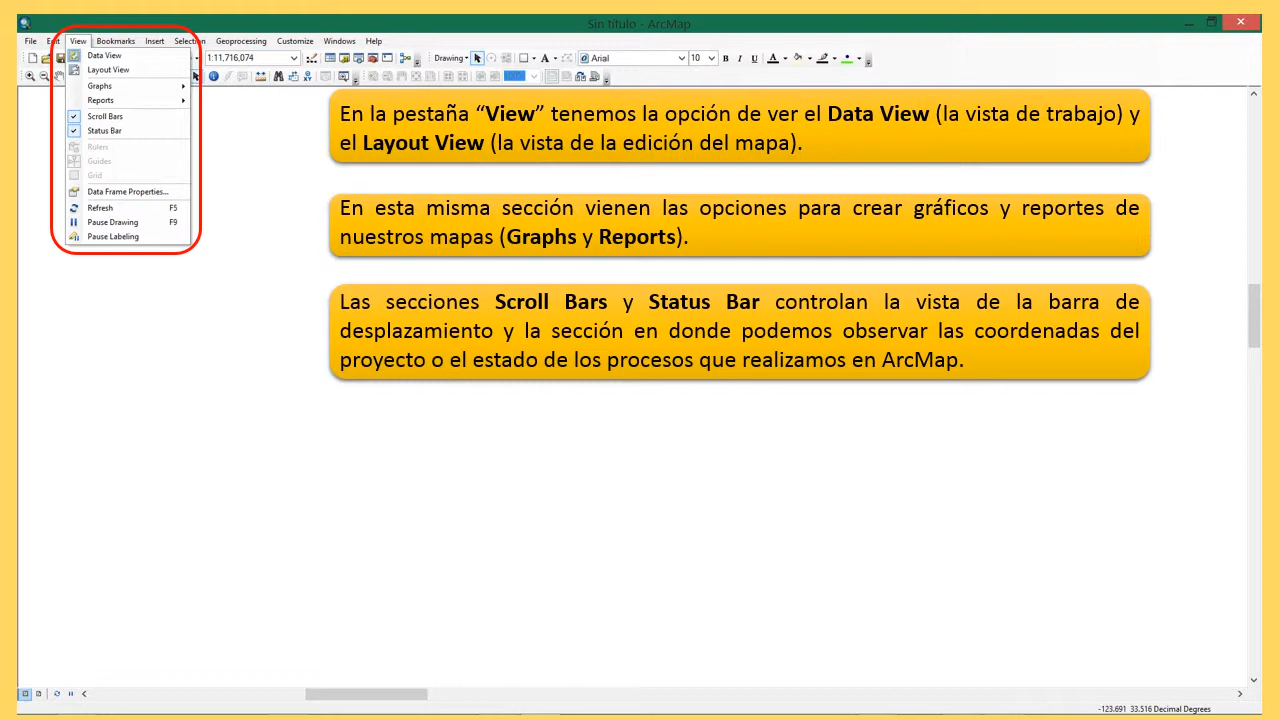 Sin título - ArcMap
File Edit View Bookmarks Insert Selection Geoprocessing Customize Windows Help
1:11,716,074 Drawing Arial 10 B I U A
Data View
Layout View
Graphs
Reports
Scroll Bars
Status Bar
Rulers
Guides
Grid
Data Frame Properties...
Refresh F5
Pause Drawing F9
Pause Labeling
En la pestaña “View” tenemos la opción de ver el Data View (la vista de trabajo) y
el Layout View (la vista de la edición del mapa).
En esta misma sección vienen las opciones para crear gráficos y reportes de
nuestros mapas (Graphs y Reports).
Las secciones Scroll Bars y Status Bar controlan la vista de la barra de
desplazamiento y la sección en donde podemos observar las coordenadas del
proyecto o el estado de los procesos que realizamos en ArcMap.
-123.691 33.516 Decimal Degrees